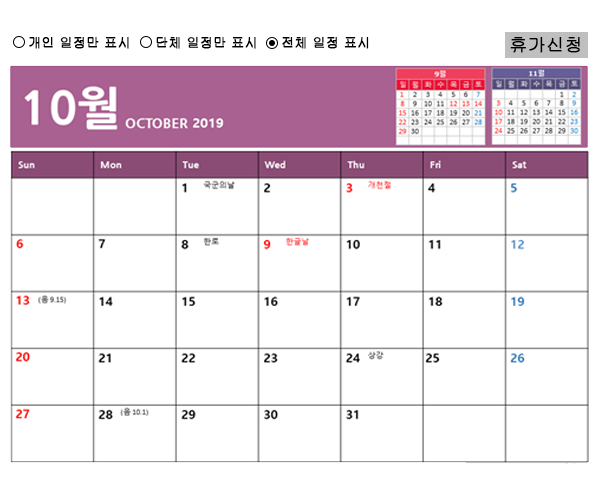 개인 일정만 표시 단체 일정만 표시 전체 일정 표시 휴가신청
10월 OCTOBER 2019
9월
일 월 화 수 목 금 토
1 2 3 4 5 6 7
8 9 10 11 12 13 14
15 16 17 18 19 20 21
22 23 24 25 26 27 28
29 30
11월
일 월 화 수 목 금 토
1 2
3 4 5 6 7 8 9
10 11 12 13 14 15 16
17 18 19 20 21 22 23
24 25 26 27 28 29 30
Sun Mon Tue Wed Thu Fri Sat
1 국군의날 2 3 개천절 4 5
6 7 8 한로 9 한글날 10 11 12
13 (음 9.15) 14 15 16 17 18 19
20 21 22 23 24 상강 25 26
27 28 (음 10.1) 29 30 31